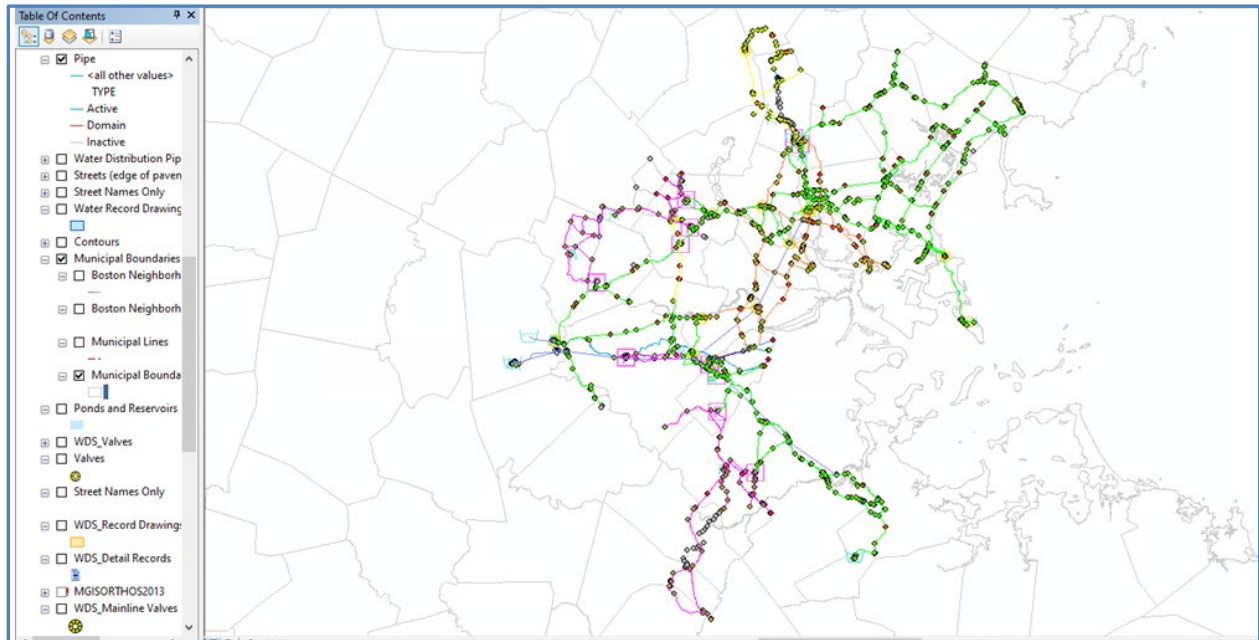 Table Of Contents
Pipe
<all other values>
TYPE
Active
Domain
Inactive
Water Distribution Pip
Streets (edge of paven
Street Names Only
Water Record Drawing
Contours
Municipal Boundaries
Boston Neighborh
Boston Neighborh
Municipal Lines
Municipal Bounda
Ponds and Reservoirs
WDS_Valves
Valves
Street Names Only
WDS_Record Drawings
WDS_Detail Records
MGISORTHOS2013
WDS_Mainline Valves